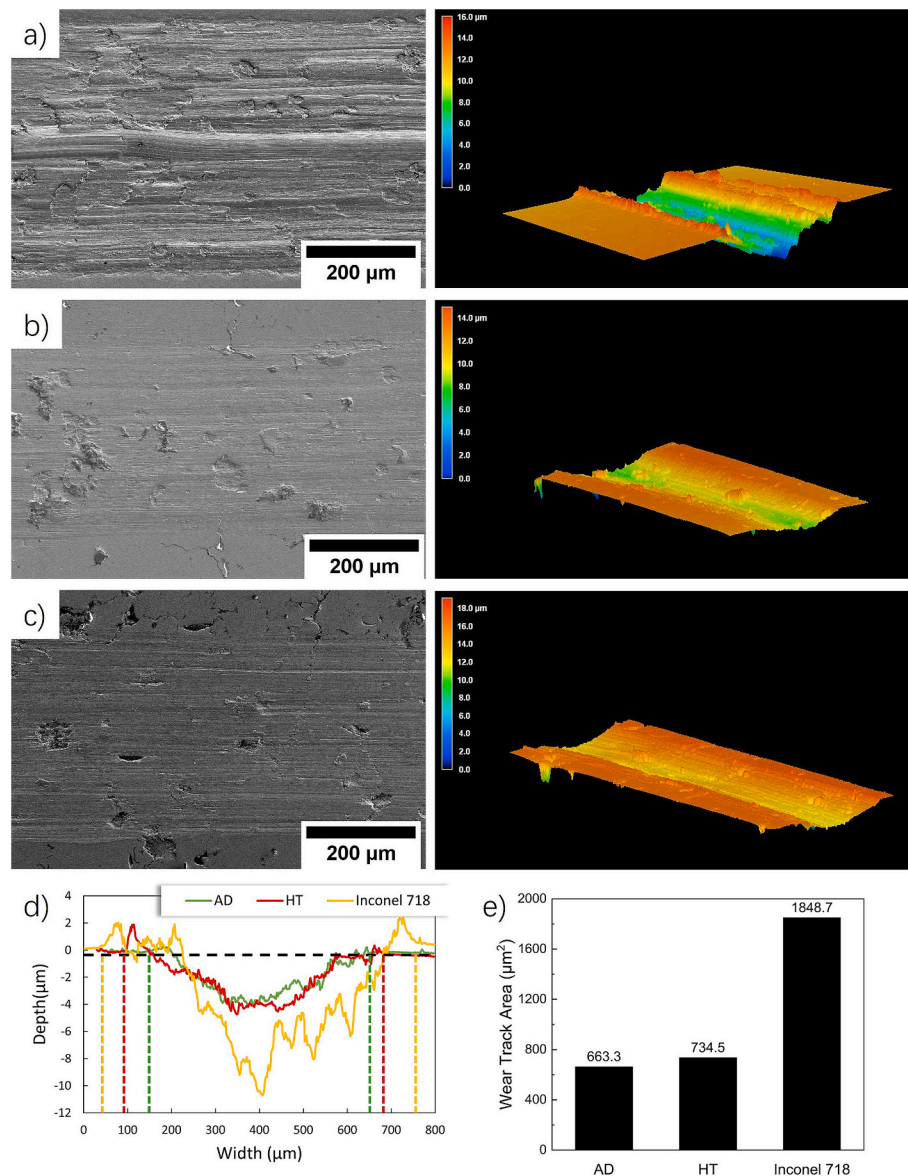 a)
200 µm
16.0 µm
14.0
12.0
10.0
8.0
6.0
4.0
2.0
0.0
b)
200 µm
14.0 µm
12.0
10.0
8.0
6.0
4.0
2.0
0.0
c)
200 µm
18.0 µm
16.0
14.0
12.0
10.0
8.0
6.0
4.0
2.0
0.0
d)
AD HT Inconel 718
4
2
0
-2
-4
-6
-8
-10
-12
Depth(µm)
0 100 200 300 400 500 600 700 800
Width (µm)
e)
2000
1600
1200
800
400
0
Wear Track Area (µm²)
663.3
734.5
1848.7
AD HT Inconel 718